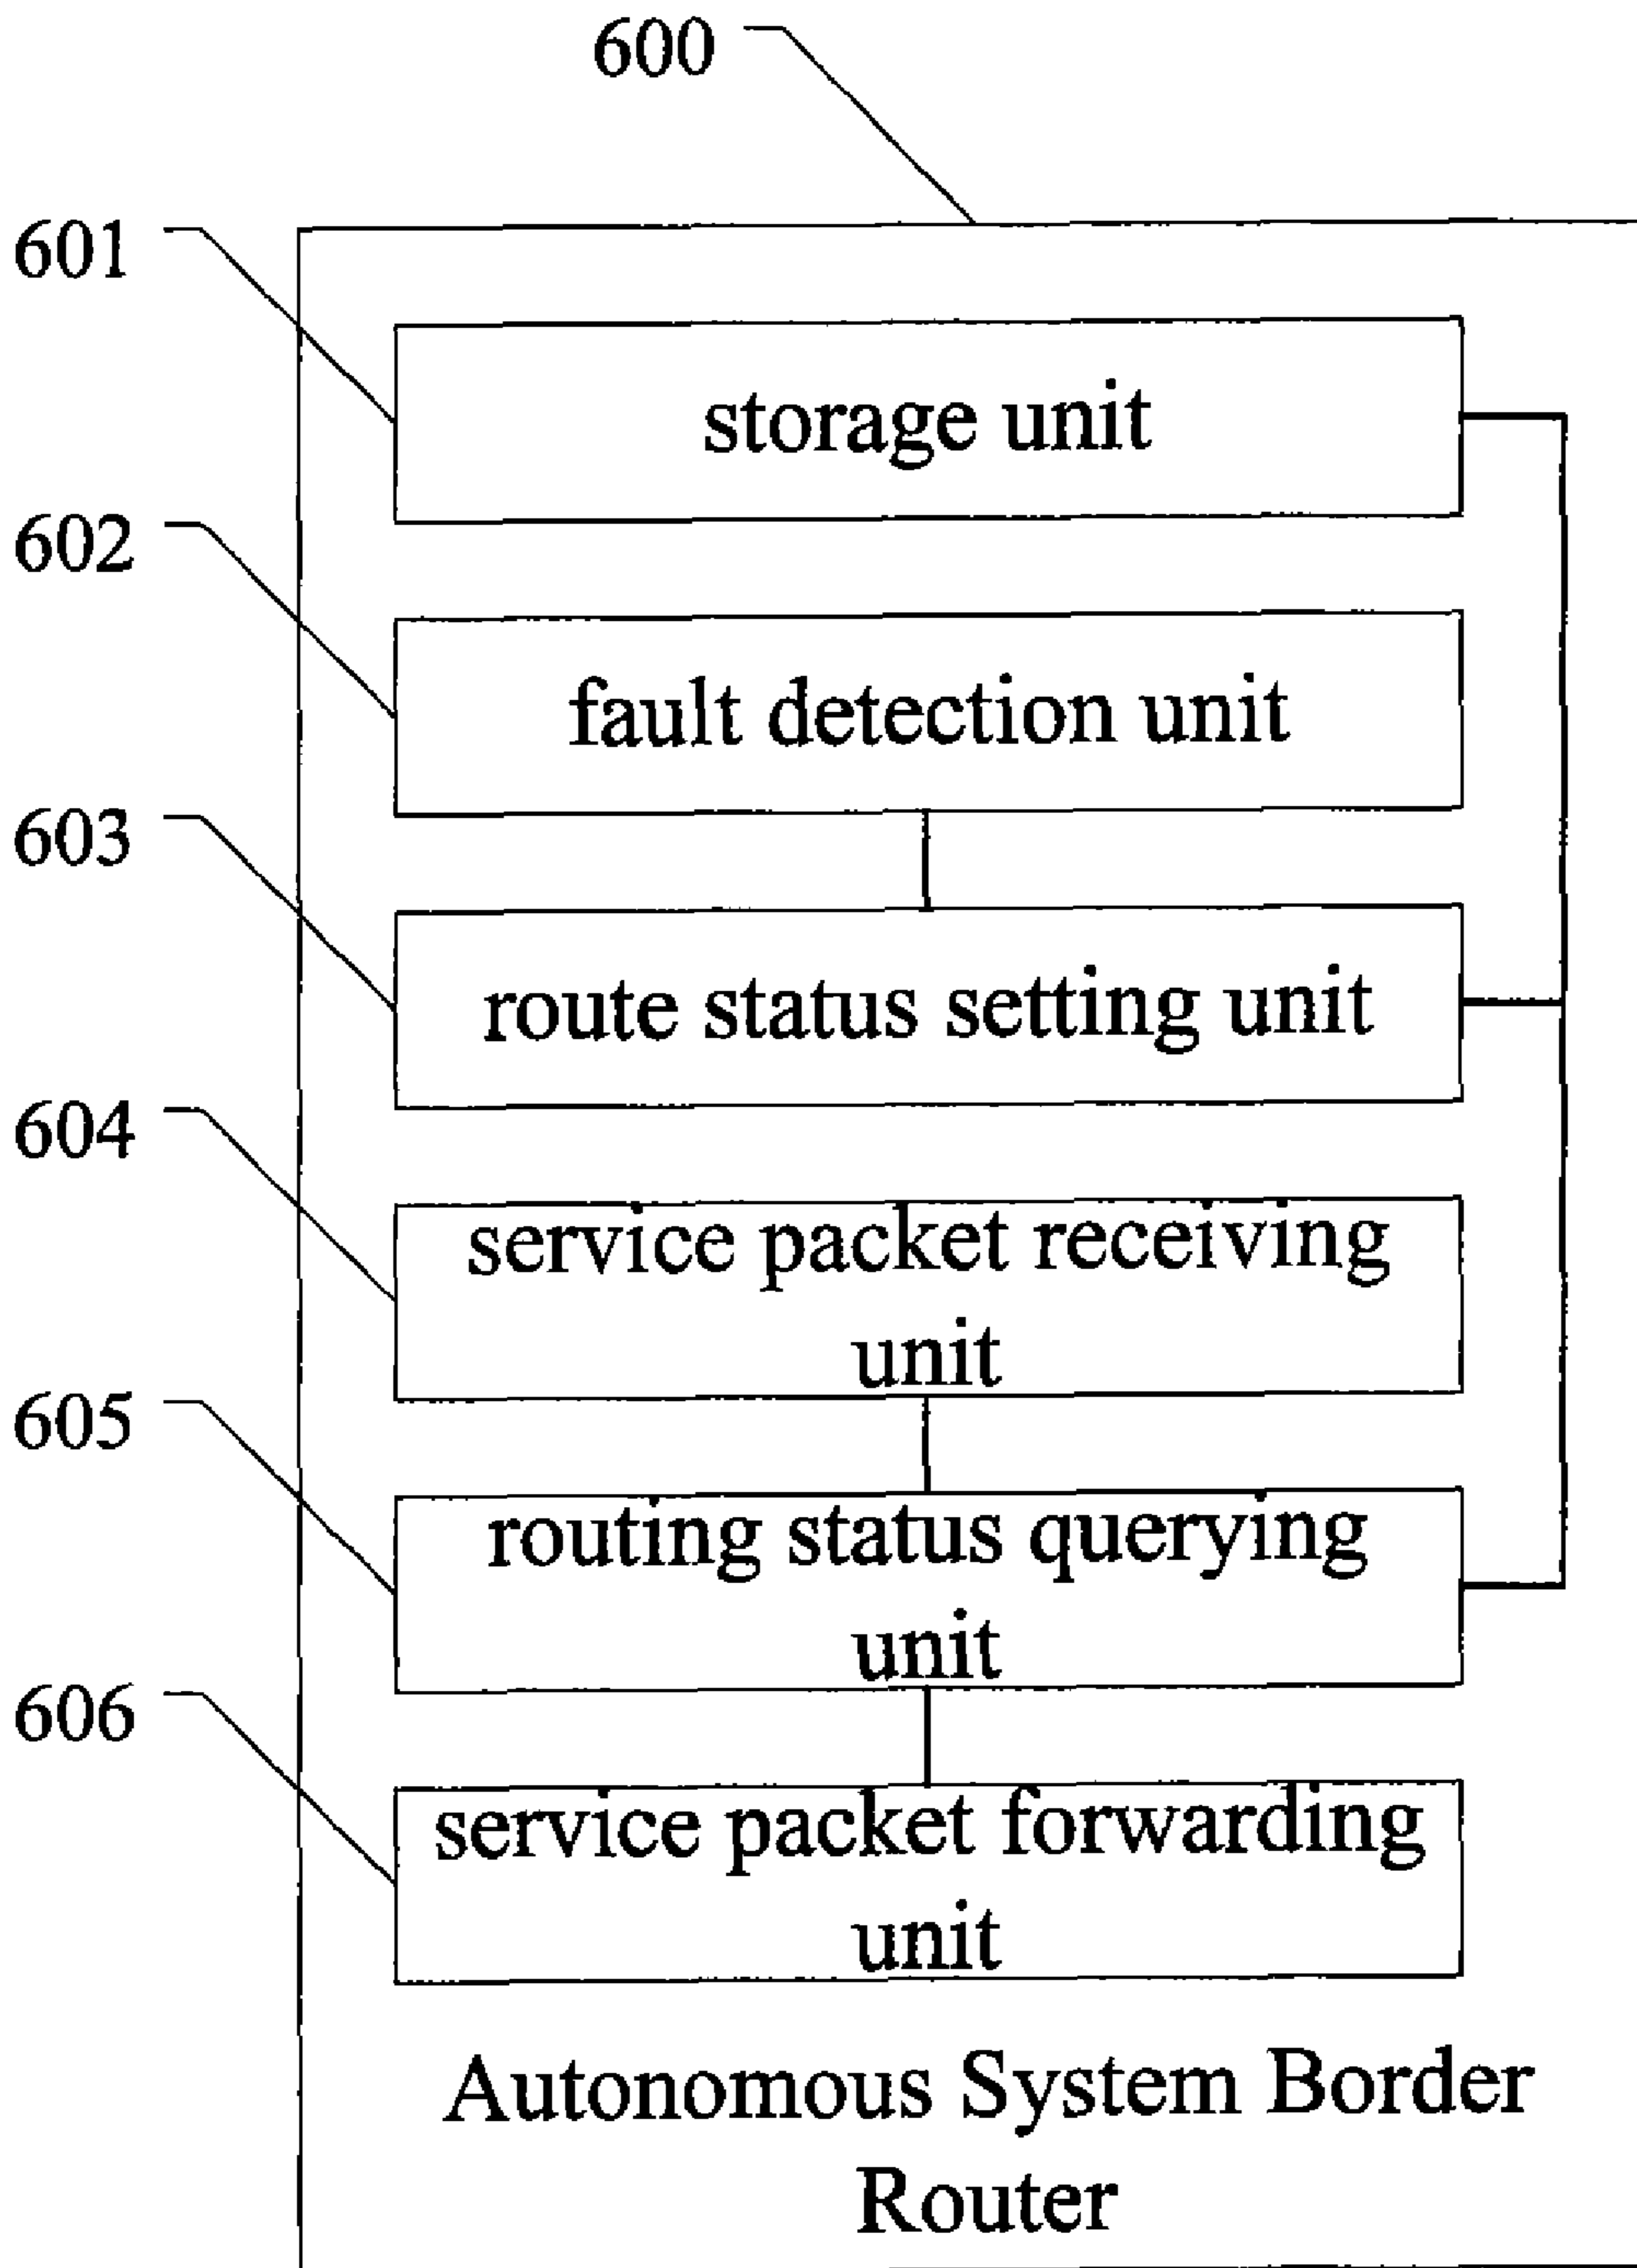 600
601
storage unit
602
fault detection unit
603
route status setting unit
604
service packet receiving
unit
605
routing status querying
unit
606
service packet forwarding
unit
Autonomous System Border
Router